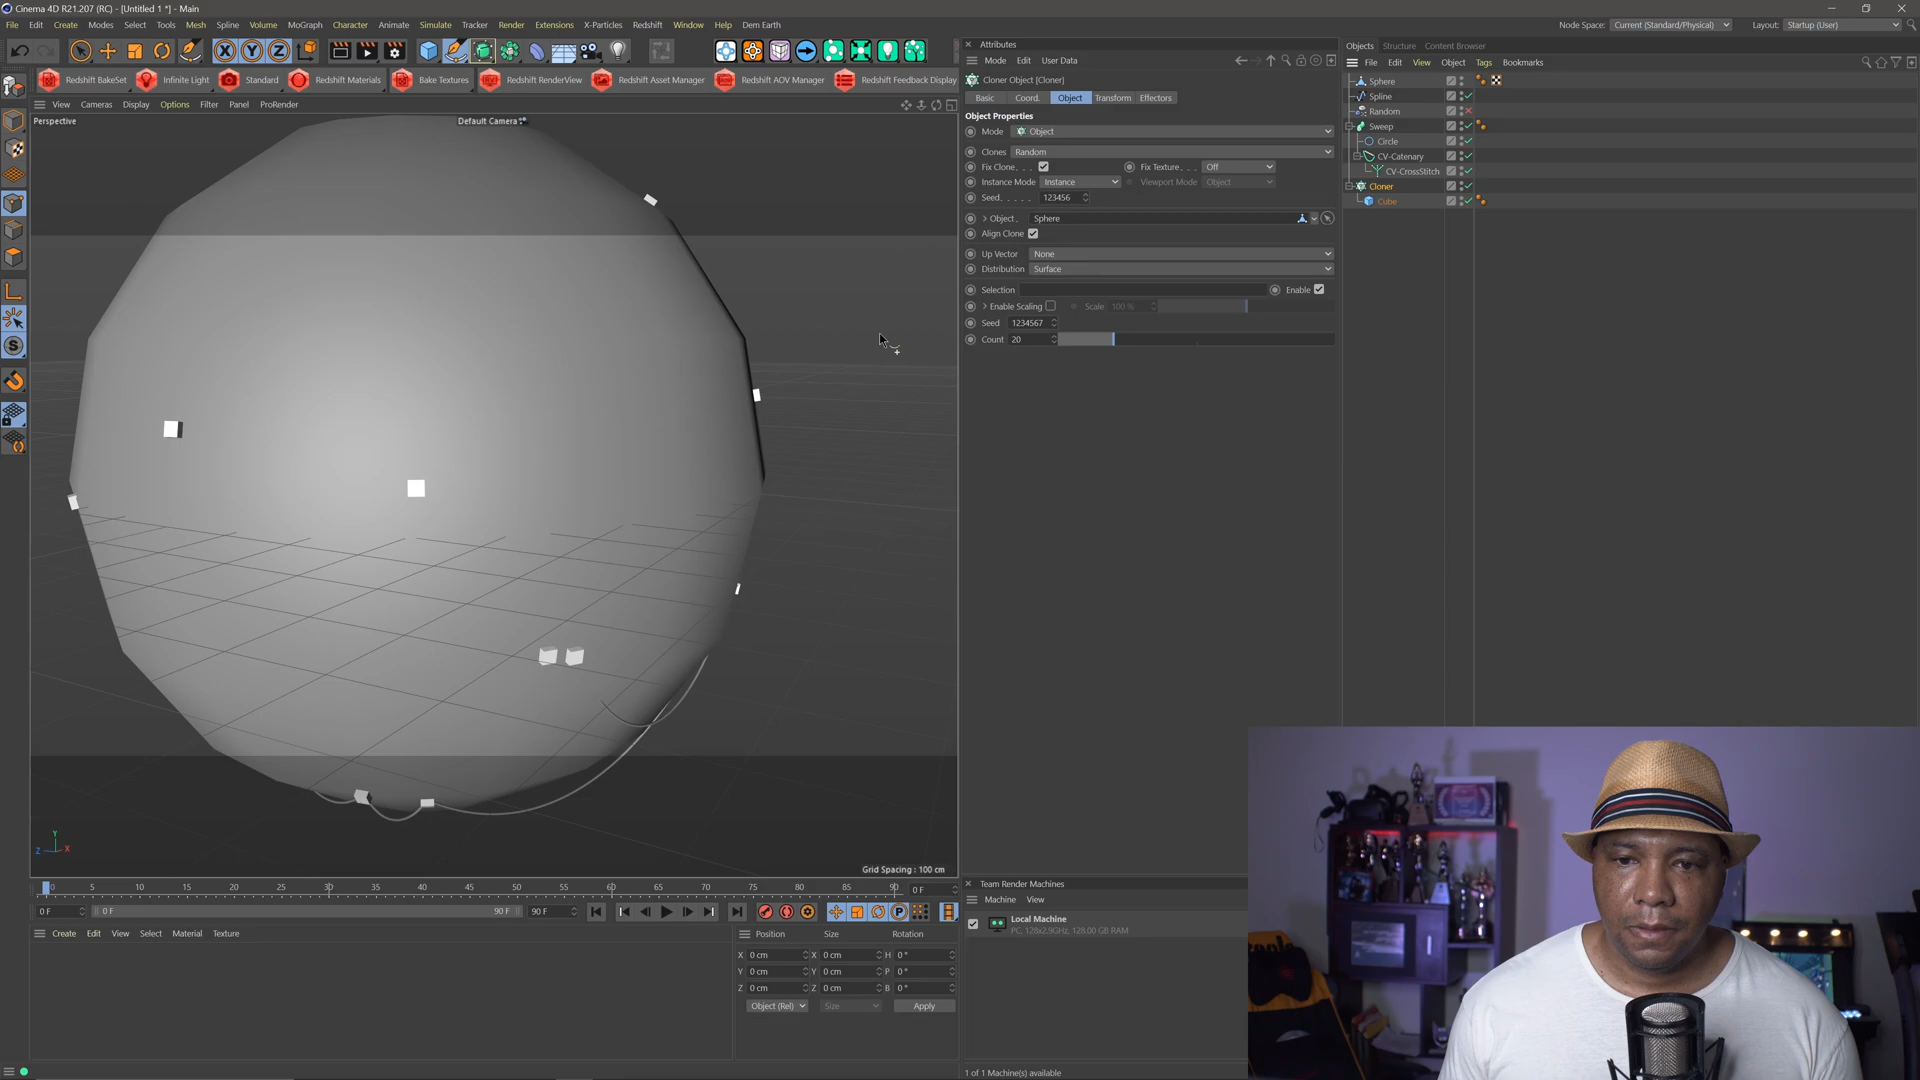 Cinema 4D R21.207 (RC) - [Untitled 1 *] - Main
File Edit Create Modes Select Tools Mesh Spline Volume MoGraph Character Animate Simulate Tracker Render Extensions X-Particles Redshift Window Help Dem Earth
Node Space: Current (Standard/Physical) Layout: Startup (User)
Redshift BakeSet Infinite Light Standard Redshift Materials Bake Textures Redshift RenderView Redshift Asset Manager Redshift AOV Manager Redshift Feedback Display
View Cameras Display Options Filter Panel ProRender
Perspective Default Camera
Grid Spacing : 100 cm
Attributes
Mode Edit User Data
Cloner Object [Cloner]
Basic Coord. Object Transform Effectors
Object Properties
Mode Object
Clones Random
Fix Clone. . . Fix Texture. . . Off
Instance Mode Instance Viewport Mode Object
Seed. . . . . . 123456
Object . Sphere
Align Clone
Up Vector None
Distribution Surface
Selection Enable
Enable Scaling Scale 100 %
Seed 1234567
Count 20
Objects Structure Content Browser
File Edit View Object Tags Bookmarks
Sphere
Spline
Random
Sweep
Circle
CV-Catenary
CV-CrossStitch
Cloner
Cube
0 5 10 15 20 25 30 35 40 45 50 55 60 65 70 75 80 85 90 0 F
0 F 0 F 90 F 90 F
Create Edit View Select Material Texture
Position Size Rotation
X 0 cm X 0 cm H 0 °
Y 0 cm Y 0 cm P 0 °
Z 0 cm Z 0 cm B 0 °
Object (Rel) Size Apply
Team Render Machines
Machine View
Local Machine
PC, 128x2.9GHz, 128.00 GB RAM
1 of 1 Machine(s) available
Y
Z X